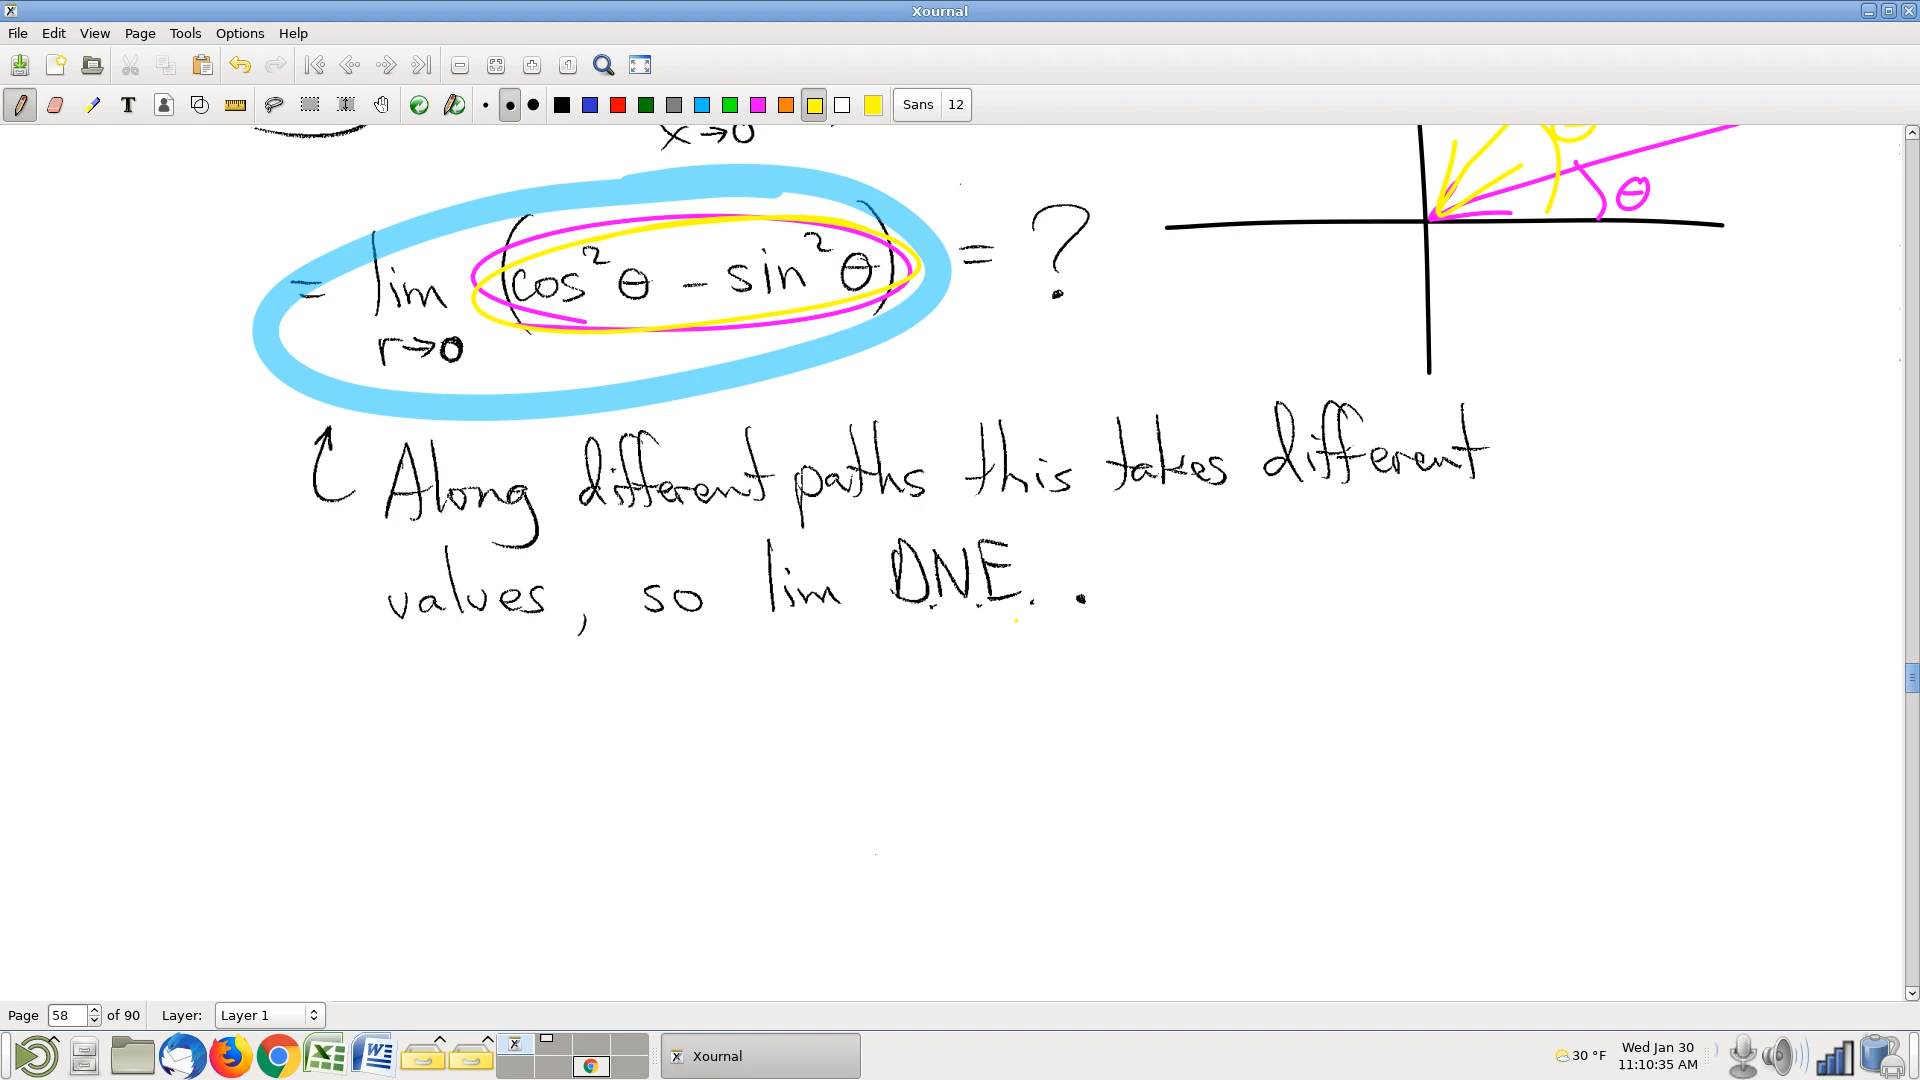 Xournal
File Edit View Page Tools Options Help
Sans 12
x→0
= lim (cos²θ − sin²θ) = ?
r→0
θ
Along different paths this takes different
values, so lim D.N.E. .
Page 58 of 90 Layer: Layer 1
Xournal
30 °F
Wed Jan 30
11:10:35 AM